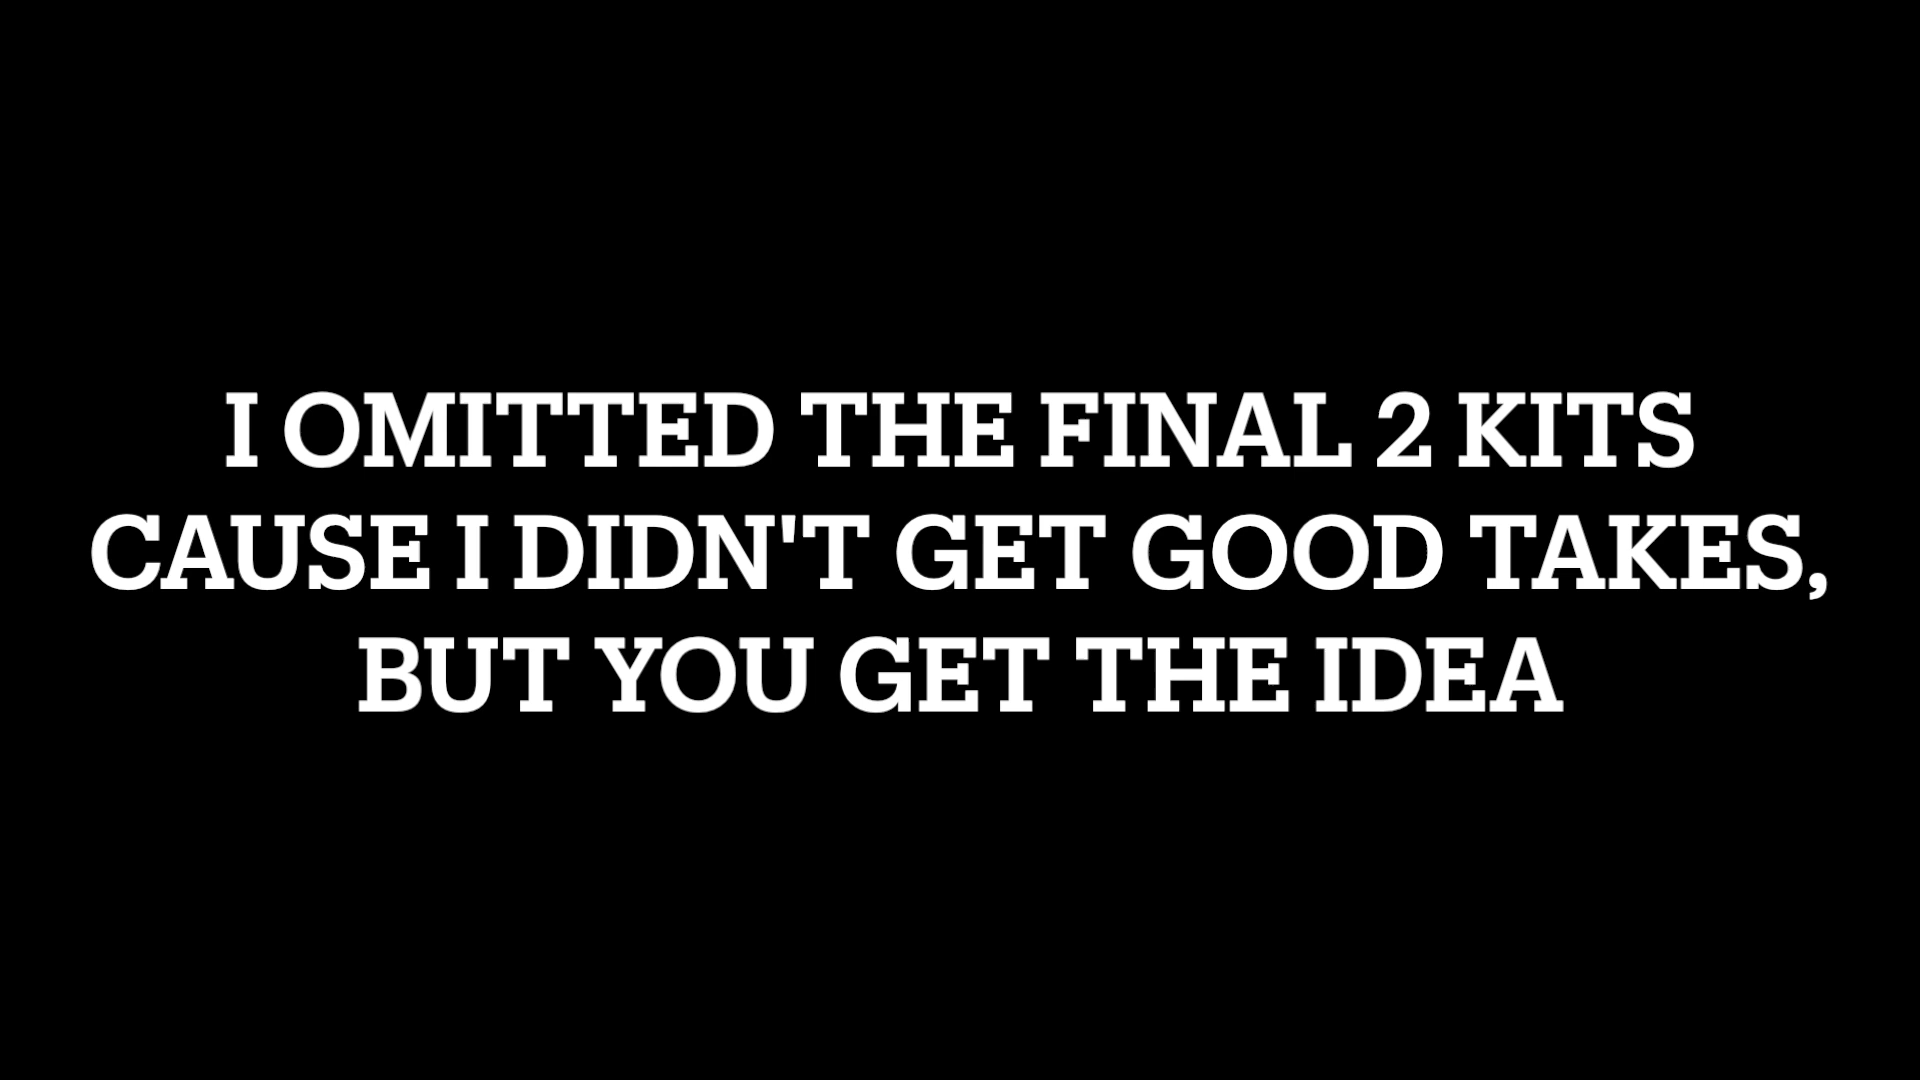 I OMITTED THE FINAL 2 KITS
CAUSE I DIDN'T GET GOOD TAKES,
BUT YOU GET THE IDEA